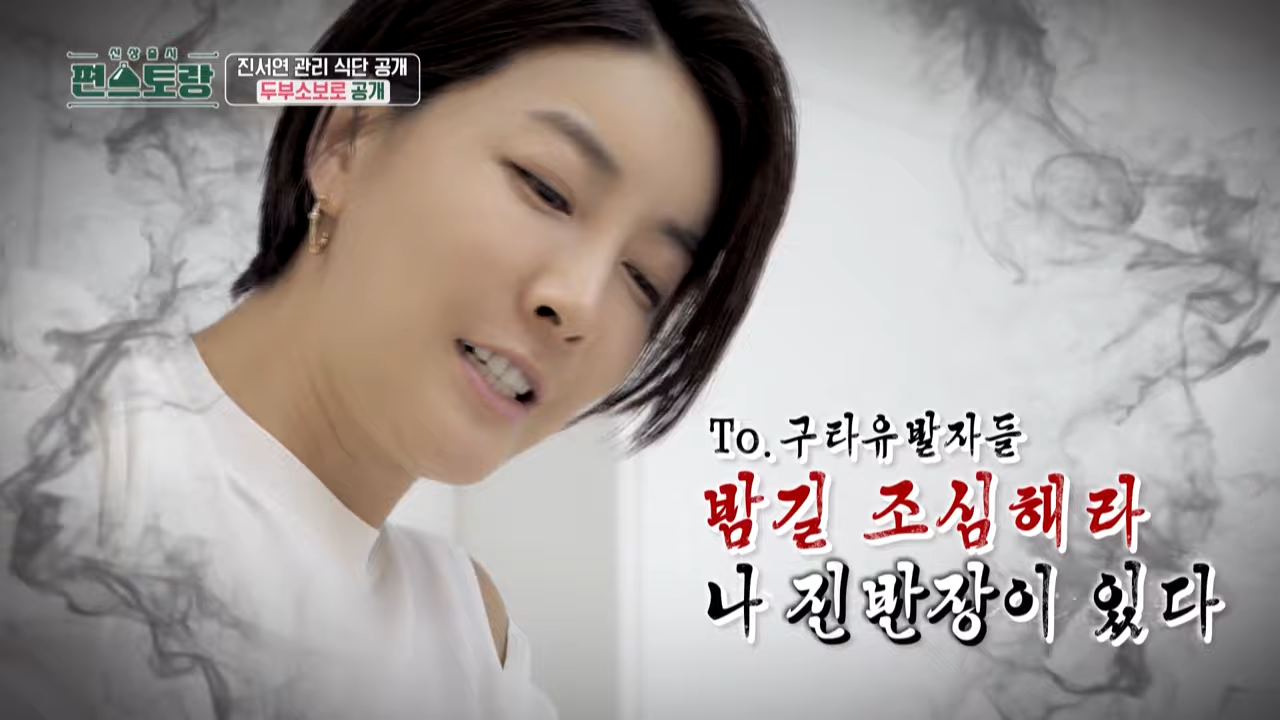 신상출시
편스토랑
진서연 관리 식단 공개
두부소보로 공개
To. 구타유발자들
밤길 조심해라
나 진반장이 있다